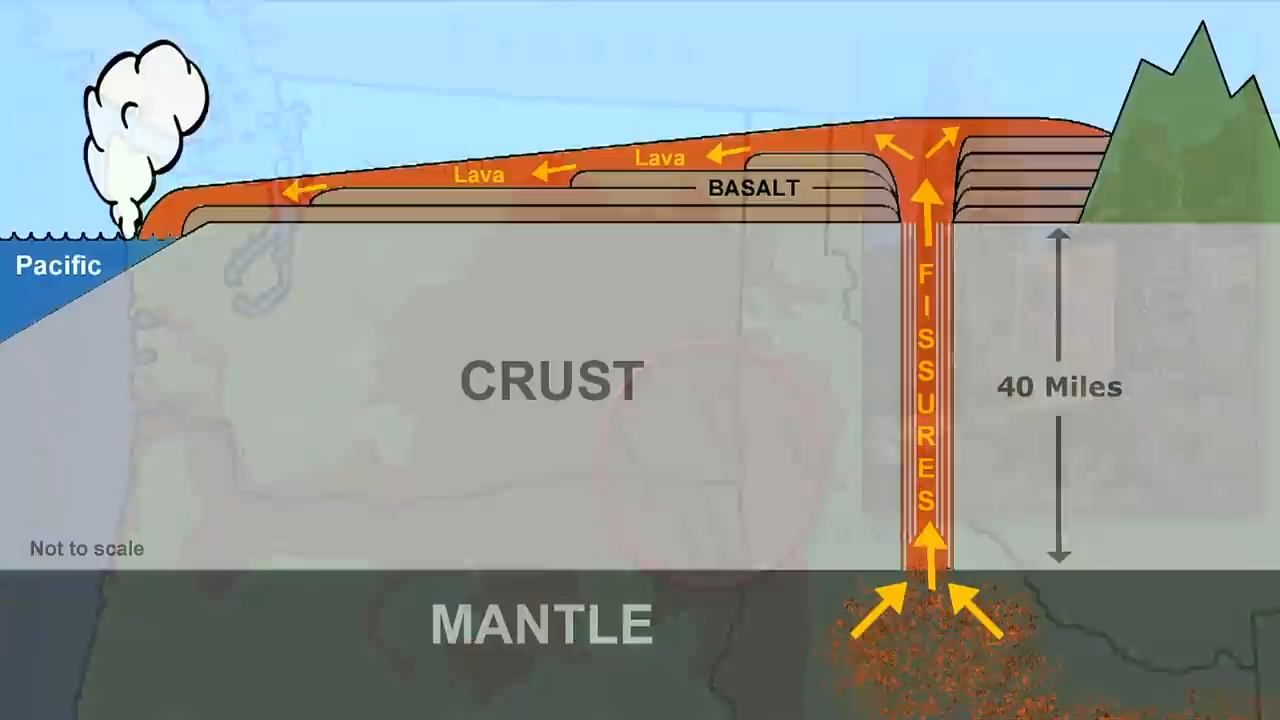 Lava
Lava
BASALT
Pacific
FISSURES
CRUST
40 Miles
Not to scale
MANTLE